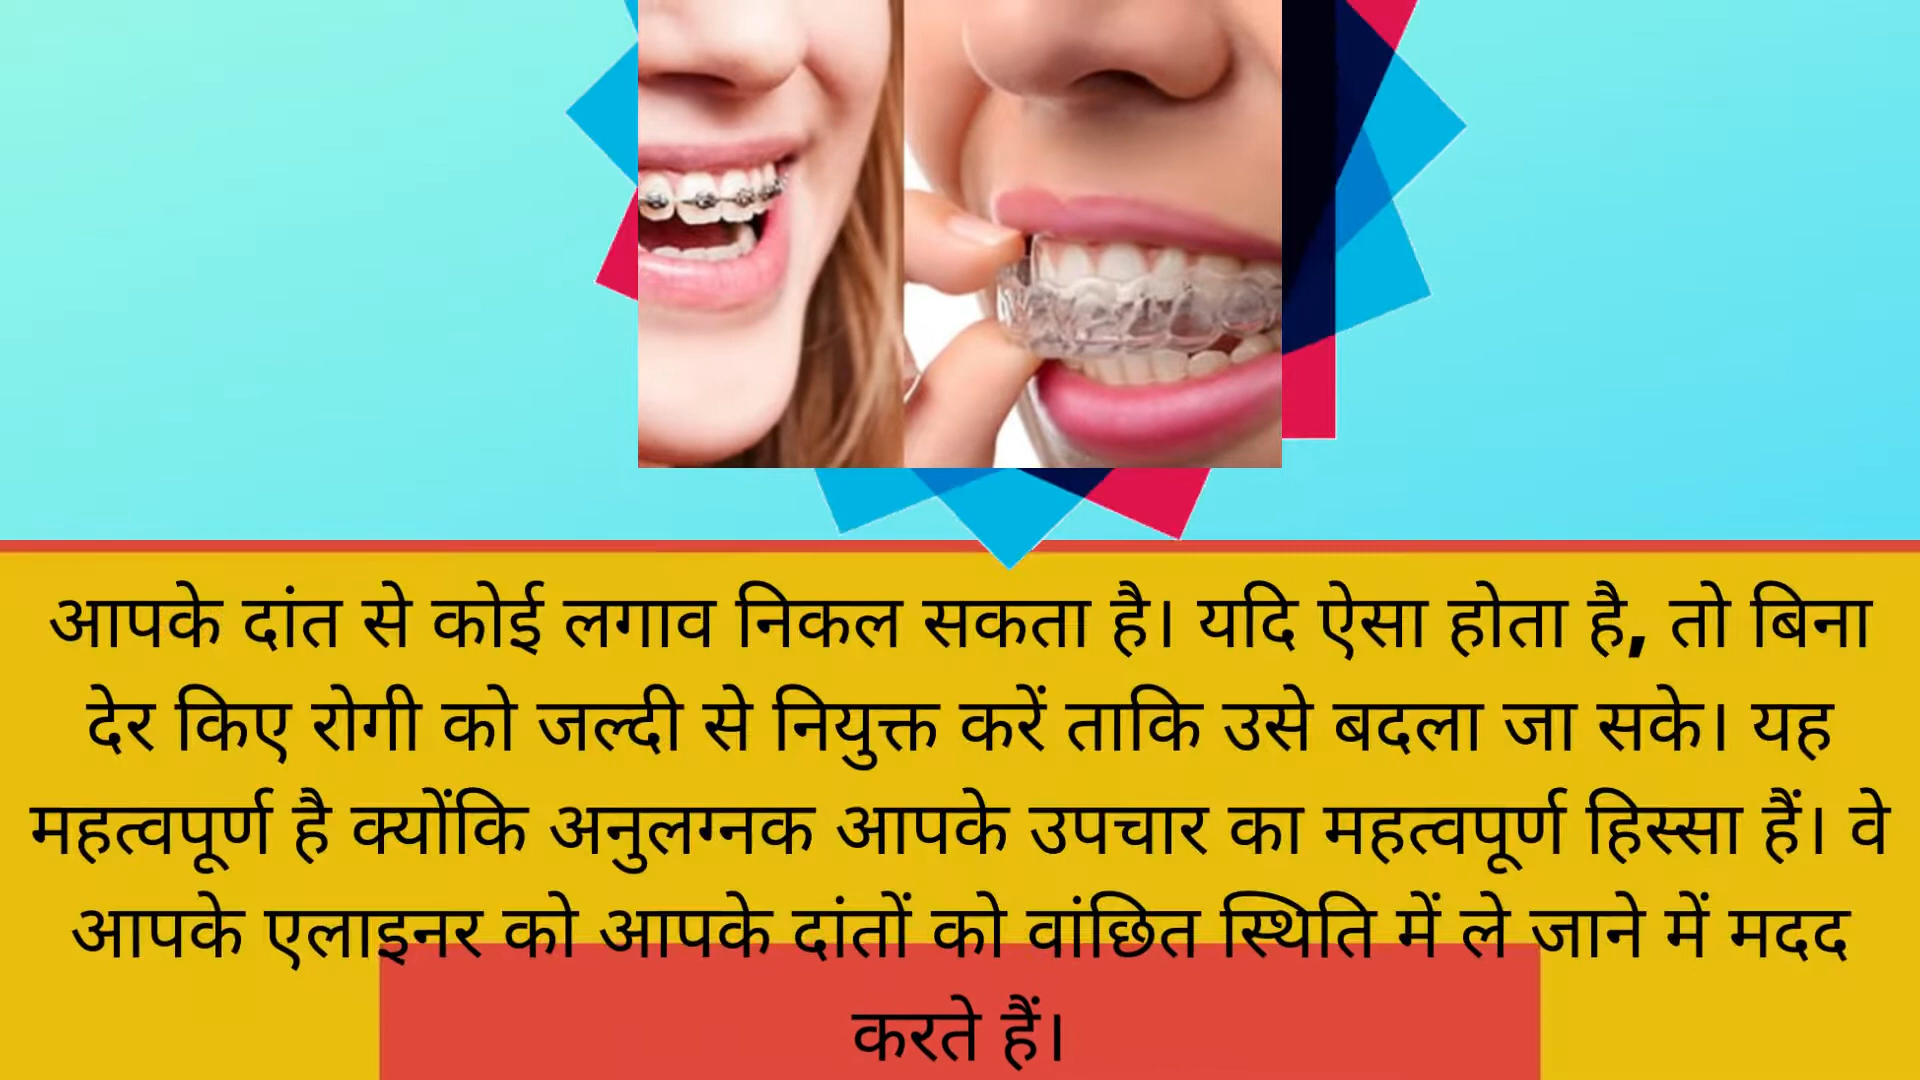 आपके दांत से कोई लगाव निकल सकता है। यदि ऐसा होता है, तो बिना
देर किए रोगी को जल्दी से नियुक्त करें ताकि उसे बदला जा सके। यह
महत्वपूर्ण है क्योंकि अनुलग्नक आपके उपचार का महत्वपूर्ण हिस्सा हैं। वे
आपके एलाइनर को आपके दांतों को वांछित स्थिति में ले जाने में मदद
करते हैं।